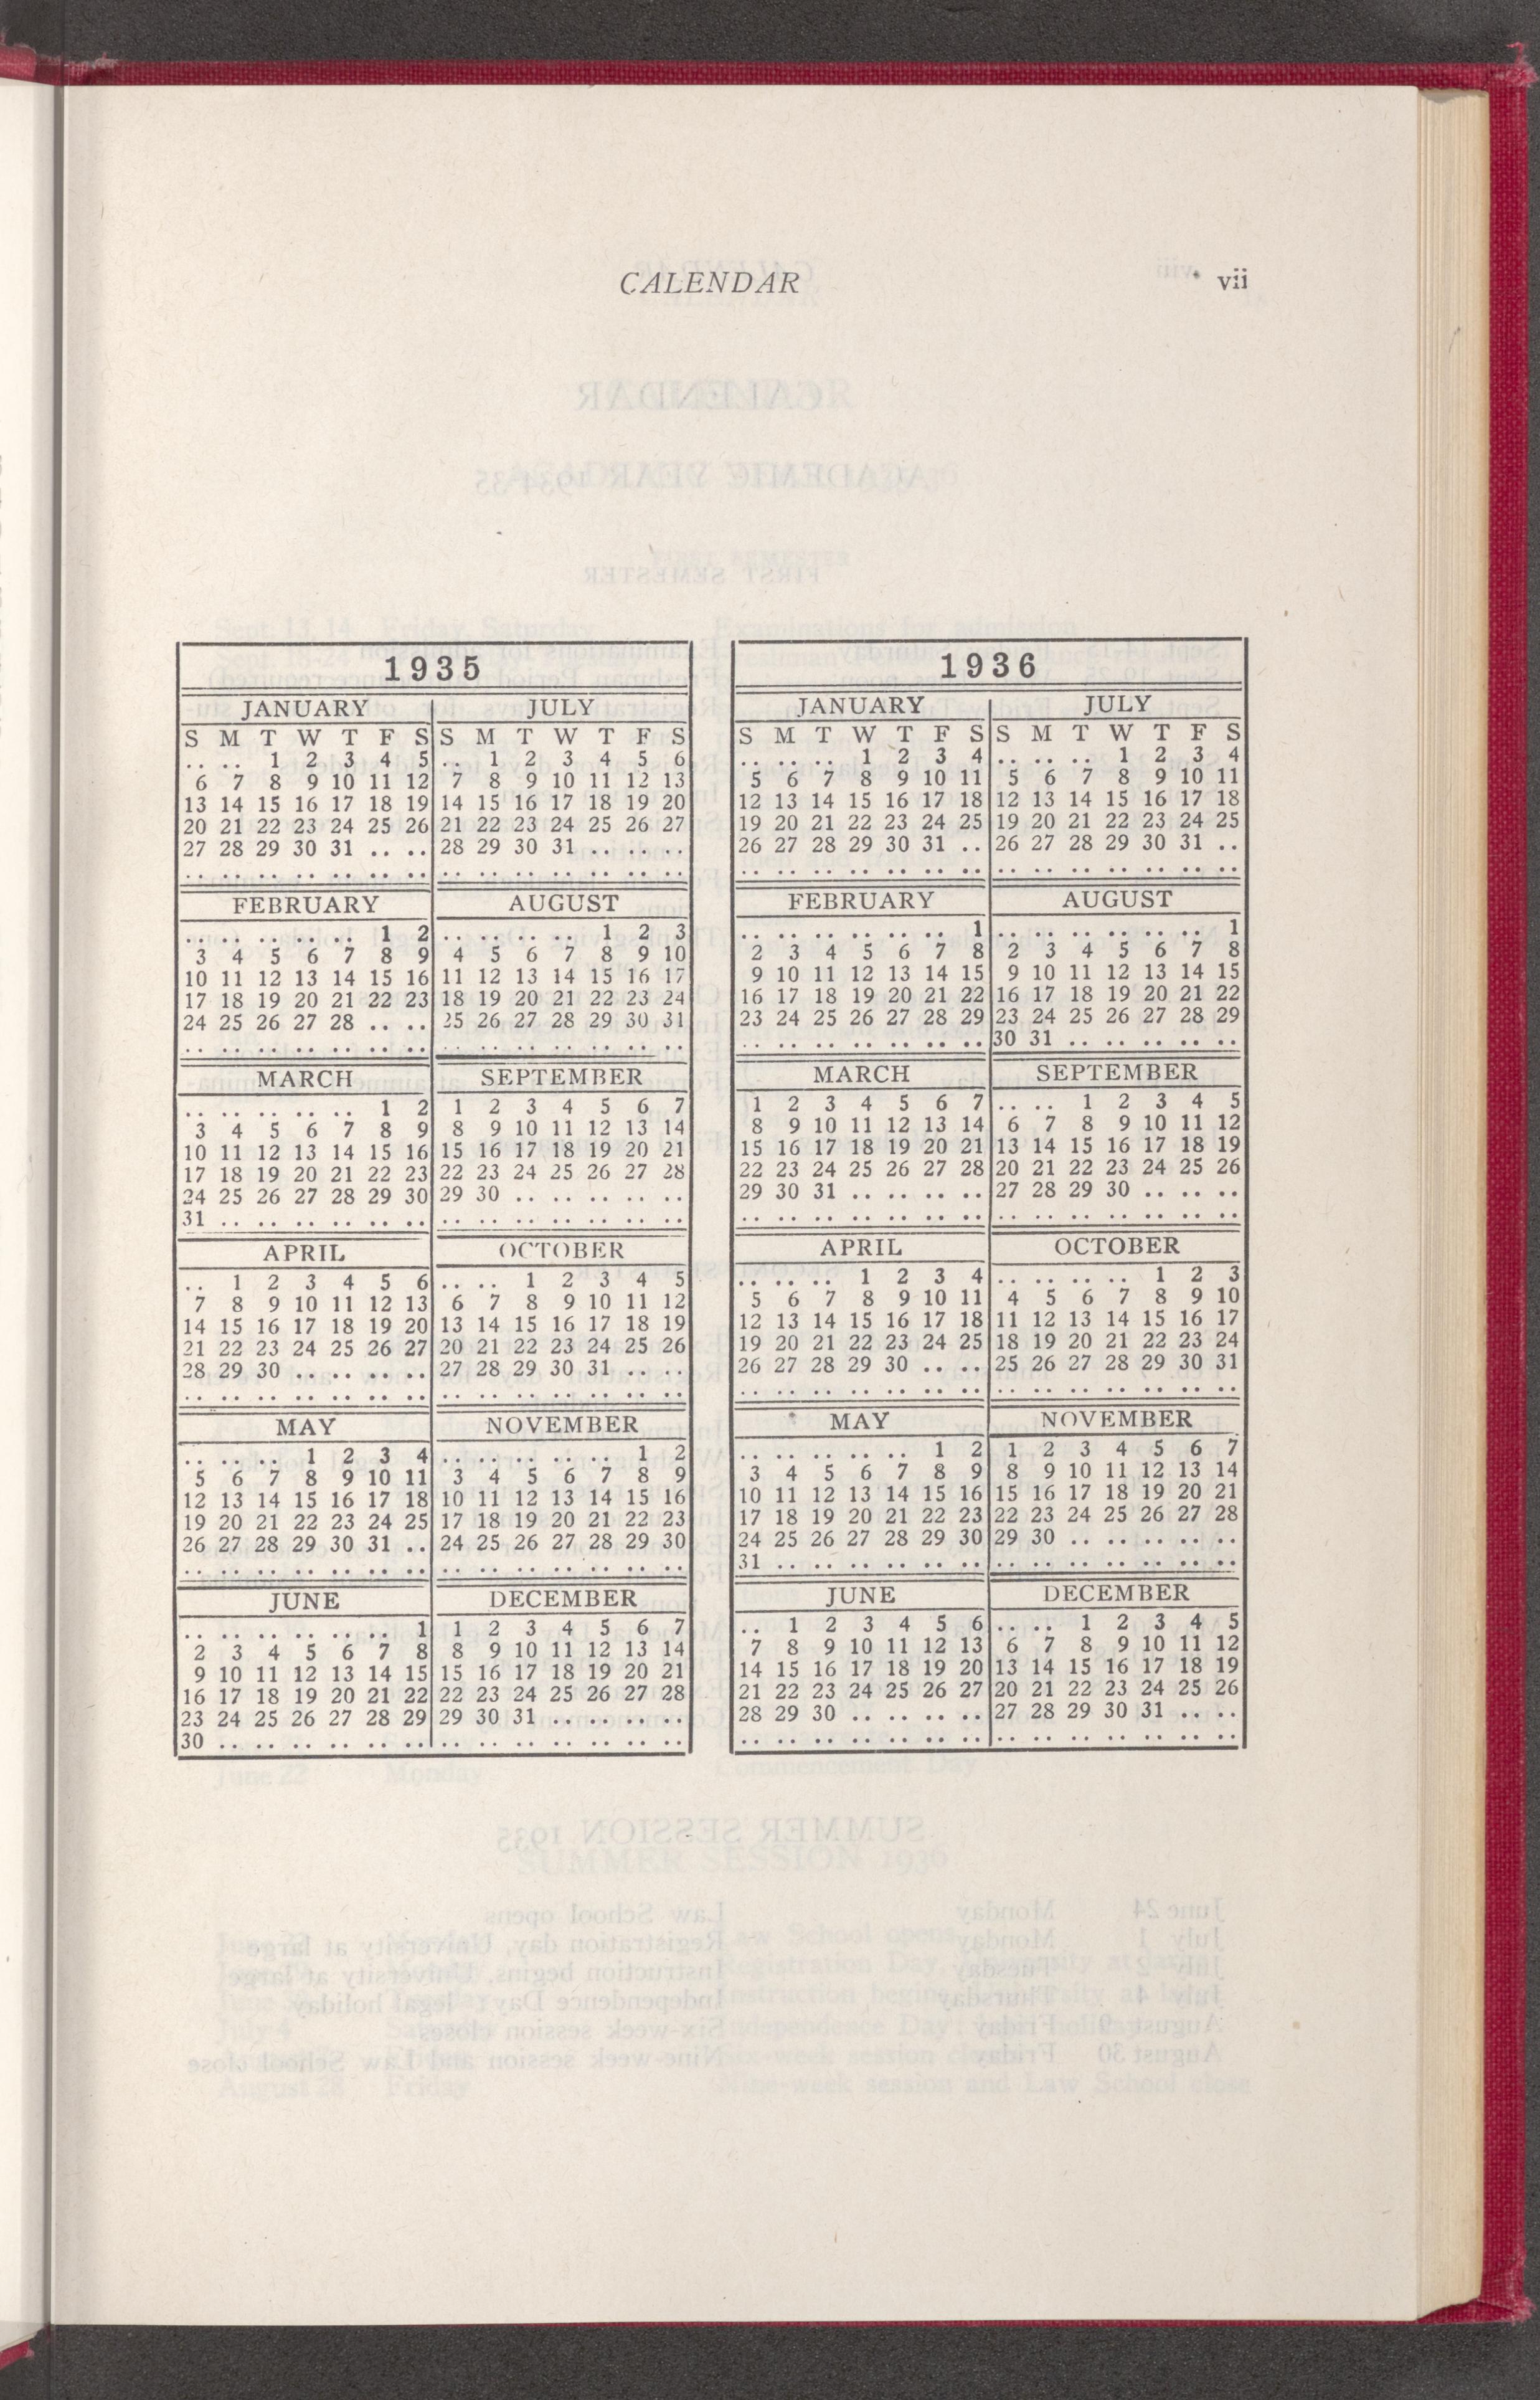 CALENDAR vii
1935
JANUARY
S M T W T F S
.. .. 1 2 3 4 5
6 7 8 9 10 11 12
13 14 15 16 17 18 19
20 21 22 23 24 25 26
27 28 29 30 31 .. ..
.. .. .. .. .. .. ..
FEBRUARY
.. .. .. .. .. 1 2
3 4 5 6 7 8 9
10 11 12 13 14 15 16
17 18 19 20 21 22 23
24 25 26 27 28 .. ..
.. .. .. .. .. .. ..
MARCH
.. .. .. .. .. 1 2
3 4 5 6 7 8 9
10 11 12 13 14 15 16
17 18 19 20 21 22 23
24 25 26 27 28 29 30
31 .. .. .. .. .. ..
APRIL
.. 1 2 3 4 5 6
7 8 9 10 11 12 13
14 15 16 17 18 19 20
21 22 23 24 25 26 27
28 29 30 .. .. .. ..
.. .. .. .. .. .. ..
MAY
.. .. .. 1 2 3 4
5 6 7 8 9 10 11
12 13 14 15 16 17 18
19 20 21 22 23 24 25
26 27 28 29 30 31 ..
.. .. .. .. .. .. ..
JUNE
.. .. .. .. .. .. 1
2 3 4 5 6 7 8
9 10 11 12 13 14 15
16 17 18 19 20 21 22
23 24 25 26 27 28 29
30 .. .. .. .. .. ..
JULY
S M T W T F S
.. 1 2 3 4 5 6
7 8 9 10 11 12 13
14 15 16 17 18 19 20
21 22 23 24 25 26 27
28 29 30 31 .. .. ..
.. .. .. .. .. .. ..
AUGUST
.. .. .. .. 1 2 3
4 5 6 7 8 9 10
11 12 13 14 15 16 17
18 19 20 21 22 23 24
25 26 27 28 29 30 31
.. .. .. .. .. .. ..
SEPTEMBER
1 2 3 4 5 6 7
8 9 10 11 12 13 14
15 16 17 18 19 20 21
22 23 24 25 26 27 28
29 30 .. .. .. .. ..
.. .. .. .. .. .. ..
OCTOBER
.. .. 1 2 3 4 5
6 7 8 9 10 11 12
13 14 15 16 17 18 19
20 21 22 23 24 25 26
27 28 29 30 31 .. ..
.. .. .. .. .. .. ..
NOVEMBER
.. .. .. .. .. 1 2
3 4 5 6 7 8 9
10 11 12 13 14 15 16
17 18 19 20 21 22 23
24 25 26 27 28 29 30
.. .. .. .. .. .. ..
DECEMBER
1 2 3 4 5 6 7
8 9 10 11 12 13 14
15 16 17 18 19 20 21
22 23 24 25 26 27 28
29 30 31 .. .. .. ..
.. .. .. .. .. .. ..
1936
JANUARY
S M T W T F S
.. .. .. 1 2 3 4
5 6 7 8 9 10 11
12 13 14 15 16 17 18
19 20 21 22 23 24 25
26 27 28 29 30 31 ..
.. .. .. .. .. .. ..
FEBRUARY
.. .. .. .. .. .. 1
2 3 4 5 6 7 8
9 10 11 12 13 14 15
16 17 18 19 20 21 22
23 24 25 26 27 28 29
.. .. .. .. .. .. ..
MARCH
1 2 3 4 5 6 7
8 9 10 11 12 13 14
15 16 17 18 19 20 21
22 23 24 25 26 27 28
29 30 31 .. .. .. ..
.. .. .. .. .. .. ..
APRIL
.. .. .. 1 2 3 4
5 6 7 8 9 10 11
12 13 14 15 16 17 18
19 20 21 22 23 24 25
26 27 28 29 30 .. ..
.. .. .. .. .. .. ..
MAY
.. .. .. .. .. 1 2
3 4 5 6 7 8 9
10 11 12 13 14 15 16
17 18 19 20 21 22 23
24 25 26 27 28 29 30
31 .. .. .. .. .. ..
JUNE
.. 1 2 3 4 5 6
7 8 9 10 11 12 13
14 15 16 17 18 19 20
21 22 23 24 25 26 27
28 29 30 .. .. .. ..
.. .. .. .. .. .. ..
JULY
S M T W T F S
.. .. .. 1 2 3 4
5 6 7 8 9 10 11
12 13 14 15 16 17 18
19 20 21 22 23 24 25
26 27 28 29 30 31 ..
.. .. .. .. .. .. ..
AUGUST
.. .. .. .. .. .. 1
2 3 4 5 6 7 8
9 10 11 12 13 14 15
16 17 18 19 20 21 22
23 24 25 26 27 28 29
30 31 .. .. .. .. ..
SEPTEMBER
.. .. 1 2 3 4 5
6 7 8 9 10 11 12
13 14 15 16 17 18 19
20 21 22 23 24 25 26
27 28 29 30 .. .. ..
.. .. .. .. .. .. ..
OCTOBER
.. .. .. .. 1 2 3
4 5 6 7 8 9 10
11 12 13 14 15 16 17
18 19 20 21 22 23 24
25 26 27 28 29 30 31
.. .. .. .. .. .. ..
NOVEMBER
1 2 3 4 5 6 7
8 9 10 11 12 13 14
15 16 17 18 19 20 21
22 23 24 25 26 27 28
29 30 .. .. .. .. ..
.. .. .. .. .. .. ..
DECEMBER
.. .. 1 2 3 4 5
6 7 8 9 10 11 12
13 14 15 16 17 18 19
20 21 22 23 24 25 26
27 28 29 30 31 .. ..
.. .. .. .. .. .. ..